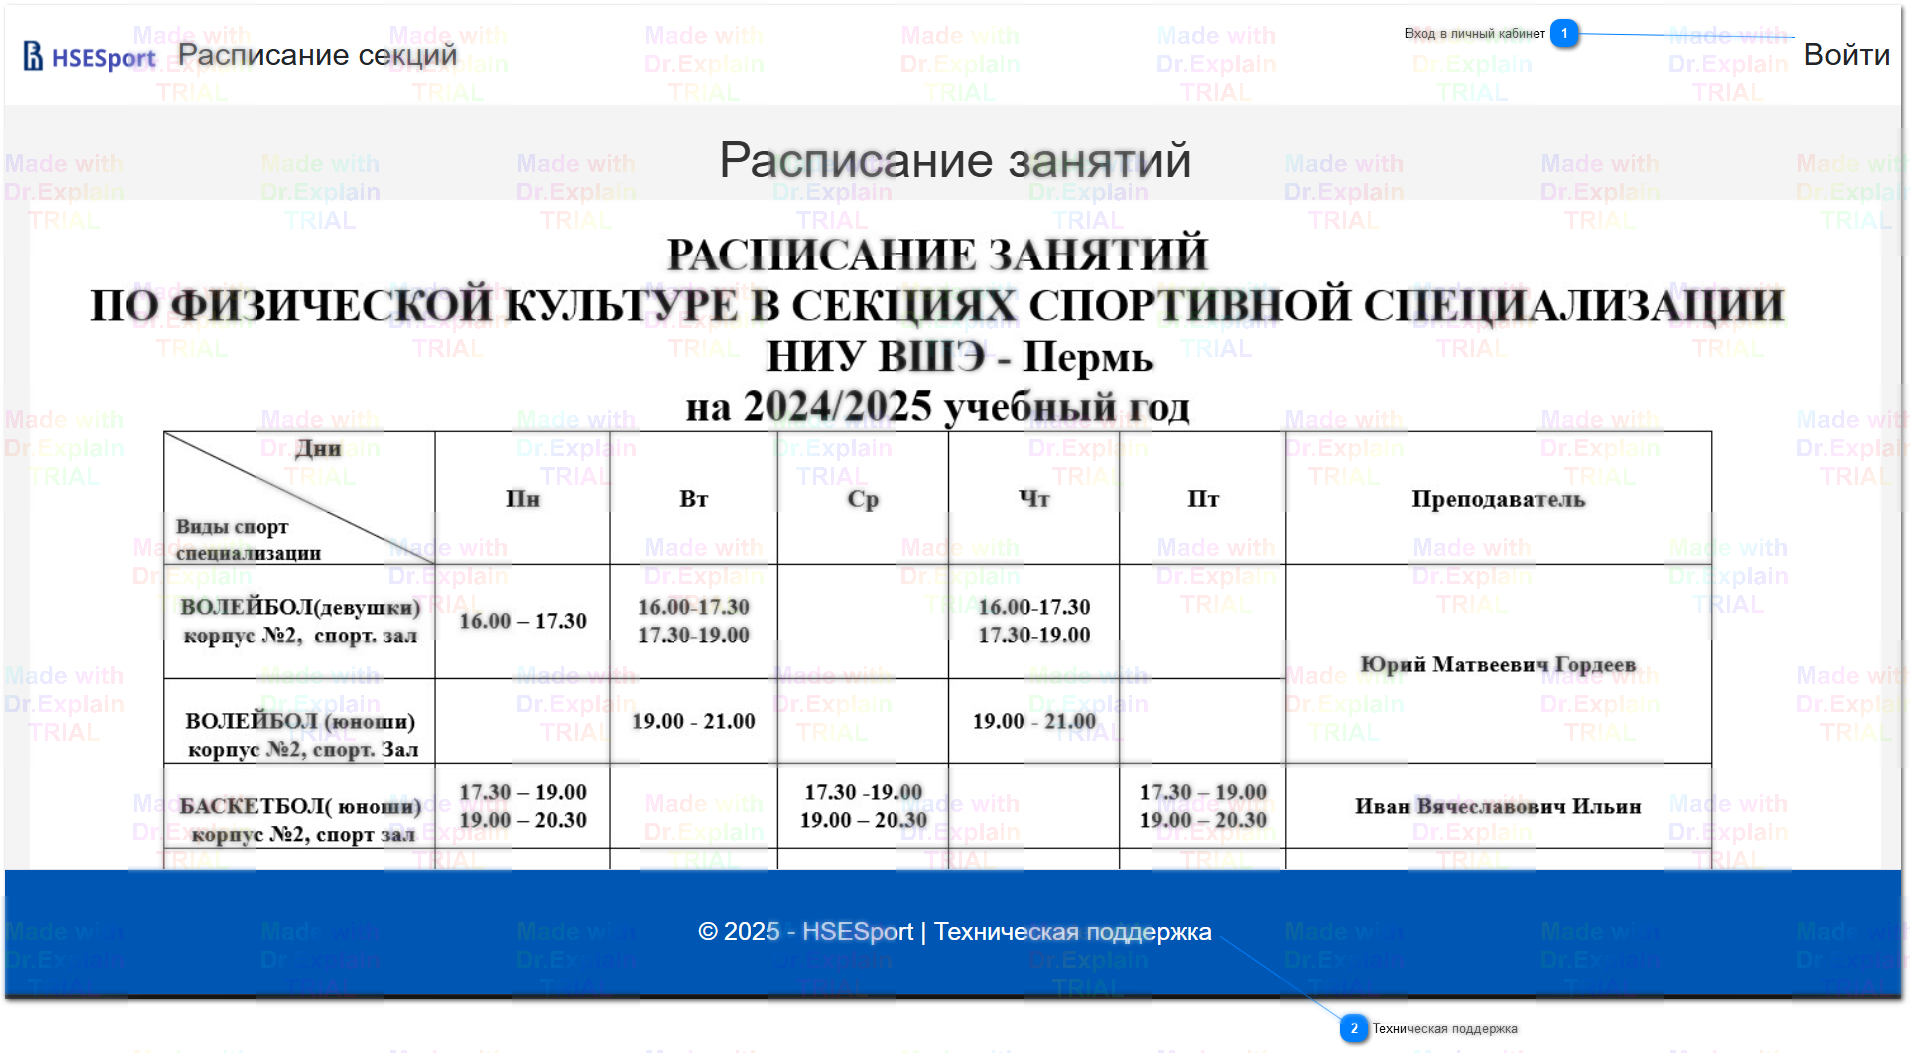 HSESport Расписание секций
Вход в личный кабинет 1
Войти
Расписание занятий
РАСПИСАНИЕ ЗАНЯТИЙ
ПО ФИЗИЧЕСКОЙ КУЛЬТУРЕ В СЕКЦИЯХ СПОРТИВНОЙ СПЕЦИАЛИЗАЦИИ
НИУ ВШЭ - Пермь
на 2024/2025 учебный год
Дни
Виды спорт
специализации
Пн Вт Ср Чт Пт Преподаватель
ВОЛЕЙБОЛ(девушки)
корпус №2, спорт. зал
16.00 – 17.30
16.00-17.30
17.30-19.00
16.00-17.30
17.30-19.00
Юрий Матвеевич Гордеев
ВОЛЕЙБОЛ (юноши)
корпус №2, спорт. Зал
19.00 - 21.00
19.00 - 21.00
БАСКЕТБОЛ( юноши)
корпус №2, спорт зал
17.30 – 19.00
19.00 – 20.30
17.30 -19.00
19.00 – 20.30
17.30 – 19.00
19.00 – 20.30
Иван Вячеславович Ильин
© 2025 - HSESport | Техническая поддержка
2 Техническая поддержка
Made with
Dr.Explain
TRIAL